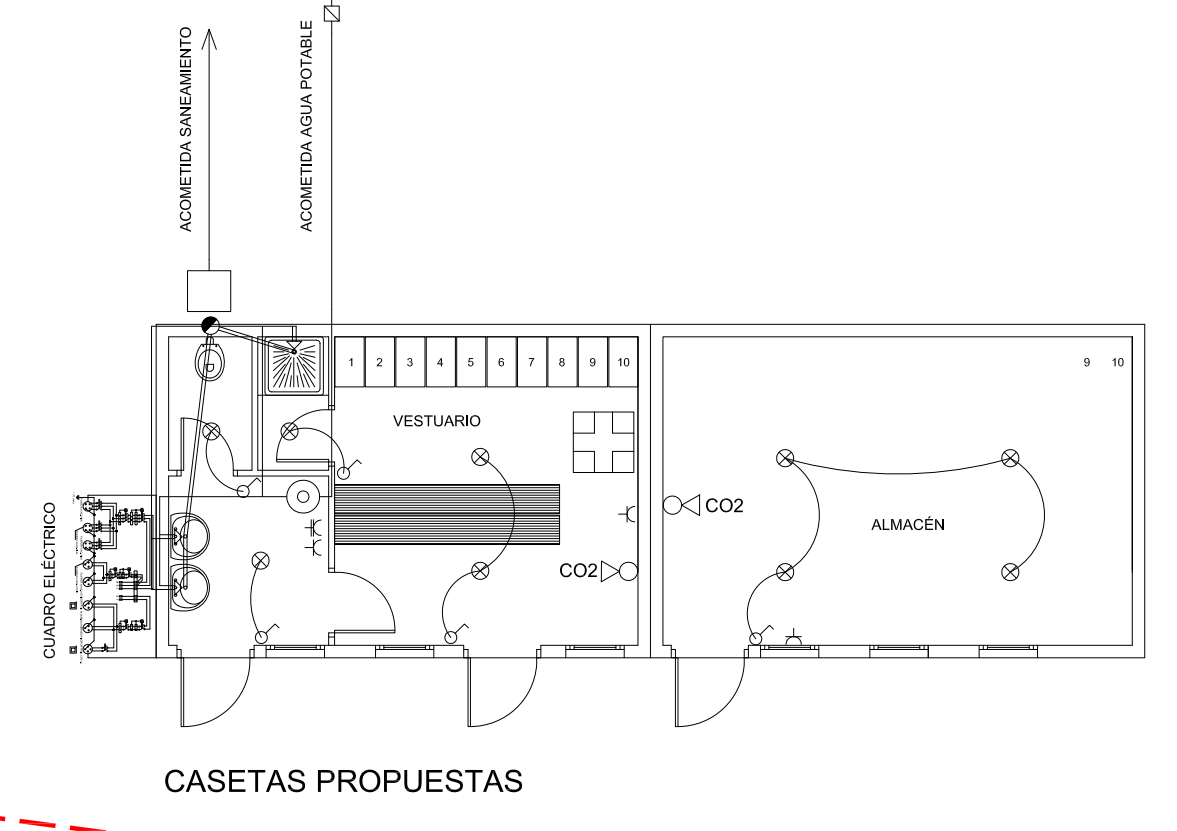 ACOMETIDA SANEAMIENTO
ACOMETIDA AGUA POTABLE
1 2 3 4 5 6 7 8 9 10
9 10
VESTUARIO
CO2
ALMACÉN
CO2
CUADRO ELÉCTRICO
CASETAS PROPUESTAS